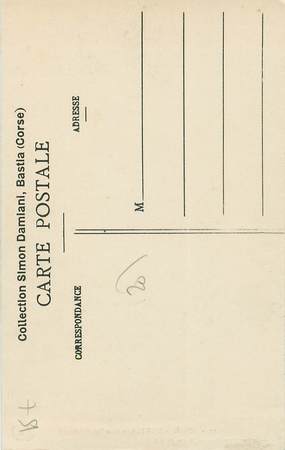 Collection Simon Damiani, Bastia (Corse)
CARTE POSTALE
CORRESPONDANCE
ADRESSE
M
20